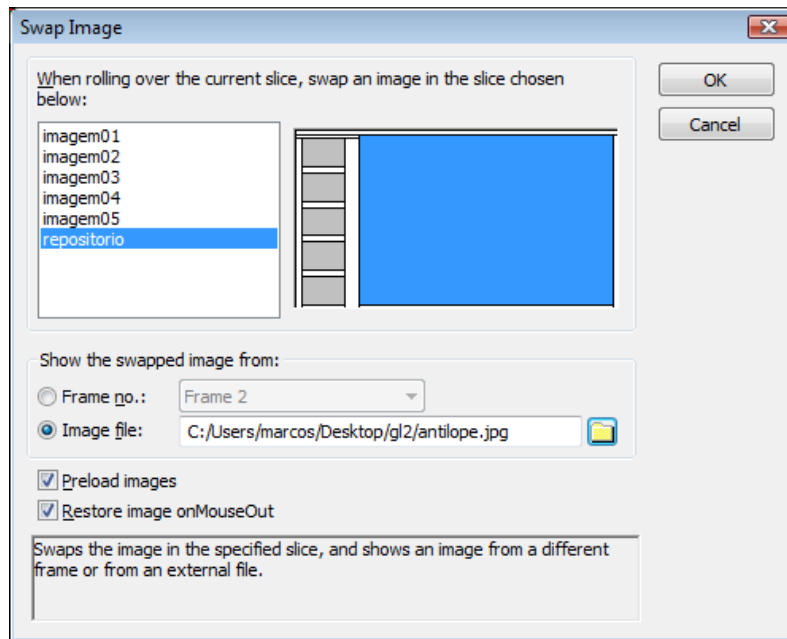 Swap Image
When rolling over the current slice, swap an image in the slice chosen
below:
OK
Cancel
imagem01
imagem02
imagem03
imagem04
imagem05
repositorio
Show the swapped image from:
Frame no.: Frame 2
Image file: C:/Users/marcos/Desktop/gl2/antilope.jpg
Preload images
Restore image onMouseOut
Swaps the image in the specified slice, and shows an image from a different
frame or from an external file.